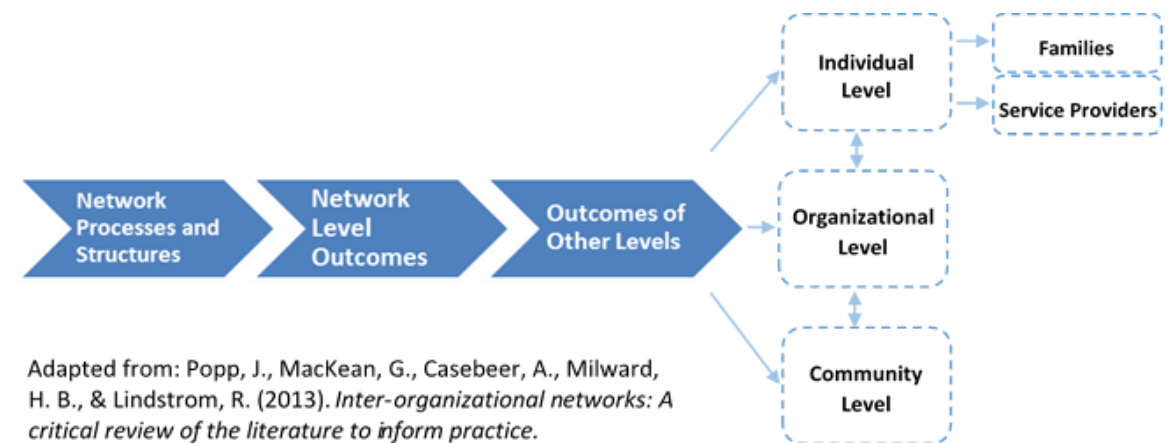 Network
Processes and
Structures
Network
Level
Outcomes
Outcomes of
Other Levels
Individual
Level
Families
Service Providers
Organizational
Level
Community
Level
Adapted from: Popp, J., MacKean, G., Casebeer, A., Milward,
H. B., & Lindstrom, R. (2013). Inter-organizational networks: A
critical review of the literature to inform practice.